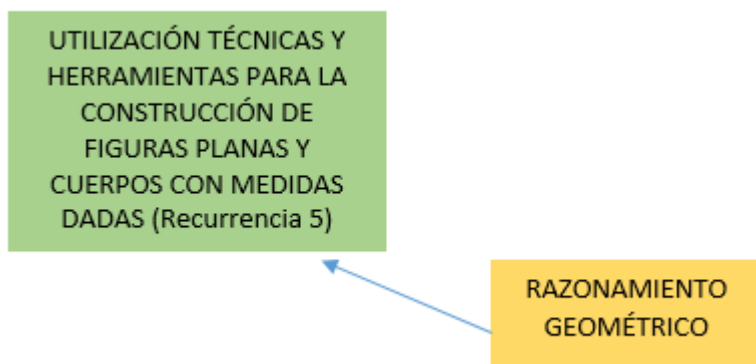 UTILIZACIÓN TÉCNICAS Y
HERRAMIENTAS PARA LA
CONSTRUCCIÓN DE
FIGURAS PLANAS Y
CUERPOS CON MEDIDAS
DADAS (Recurrencia 5)
RAZONAMIENTO
GEOMÉTRICO